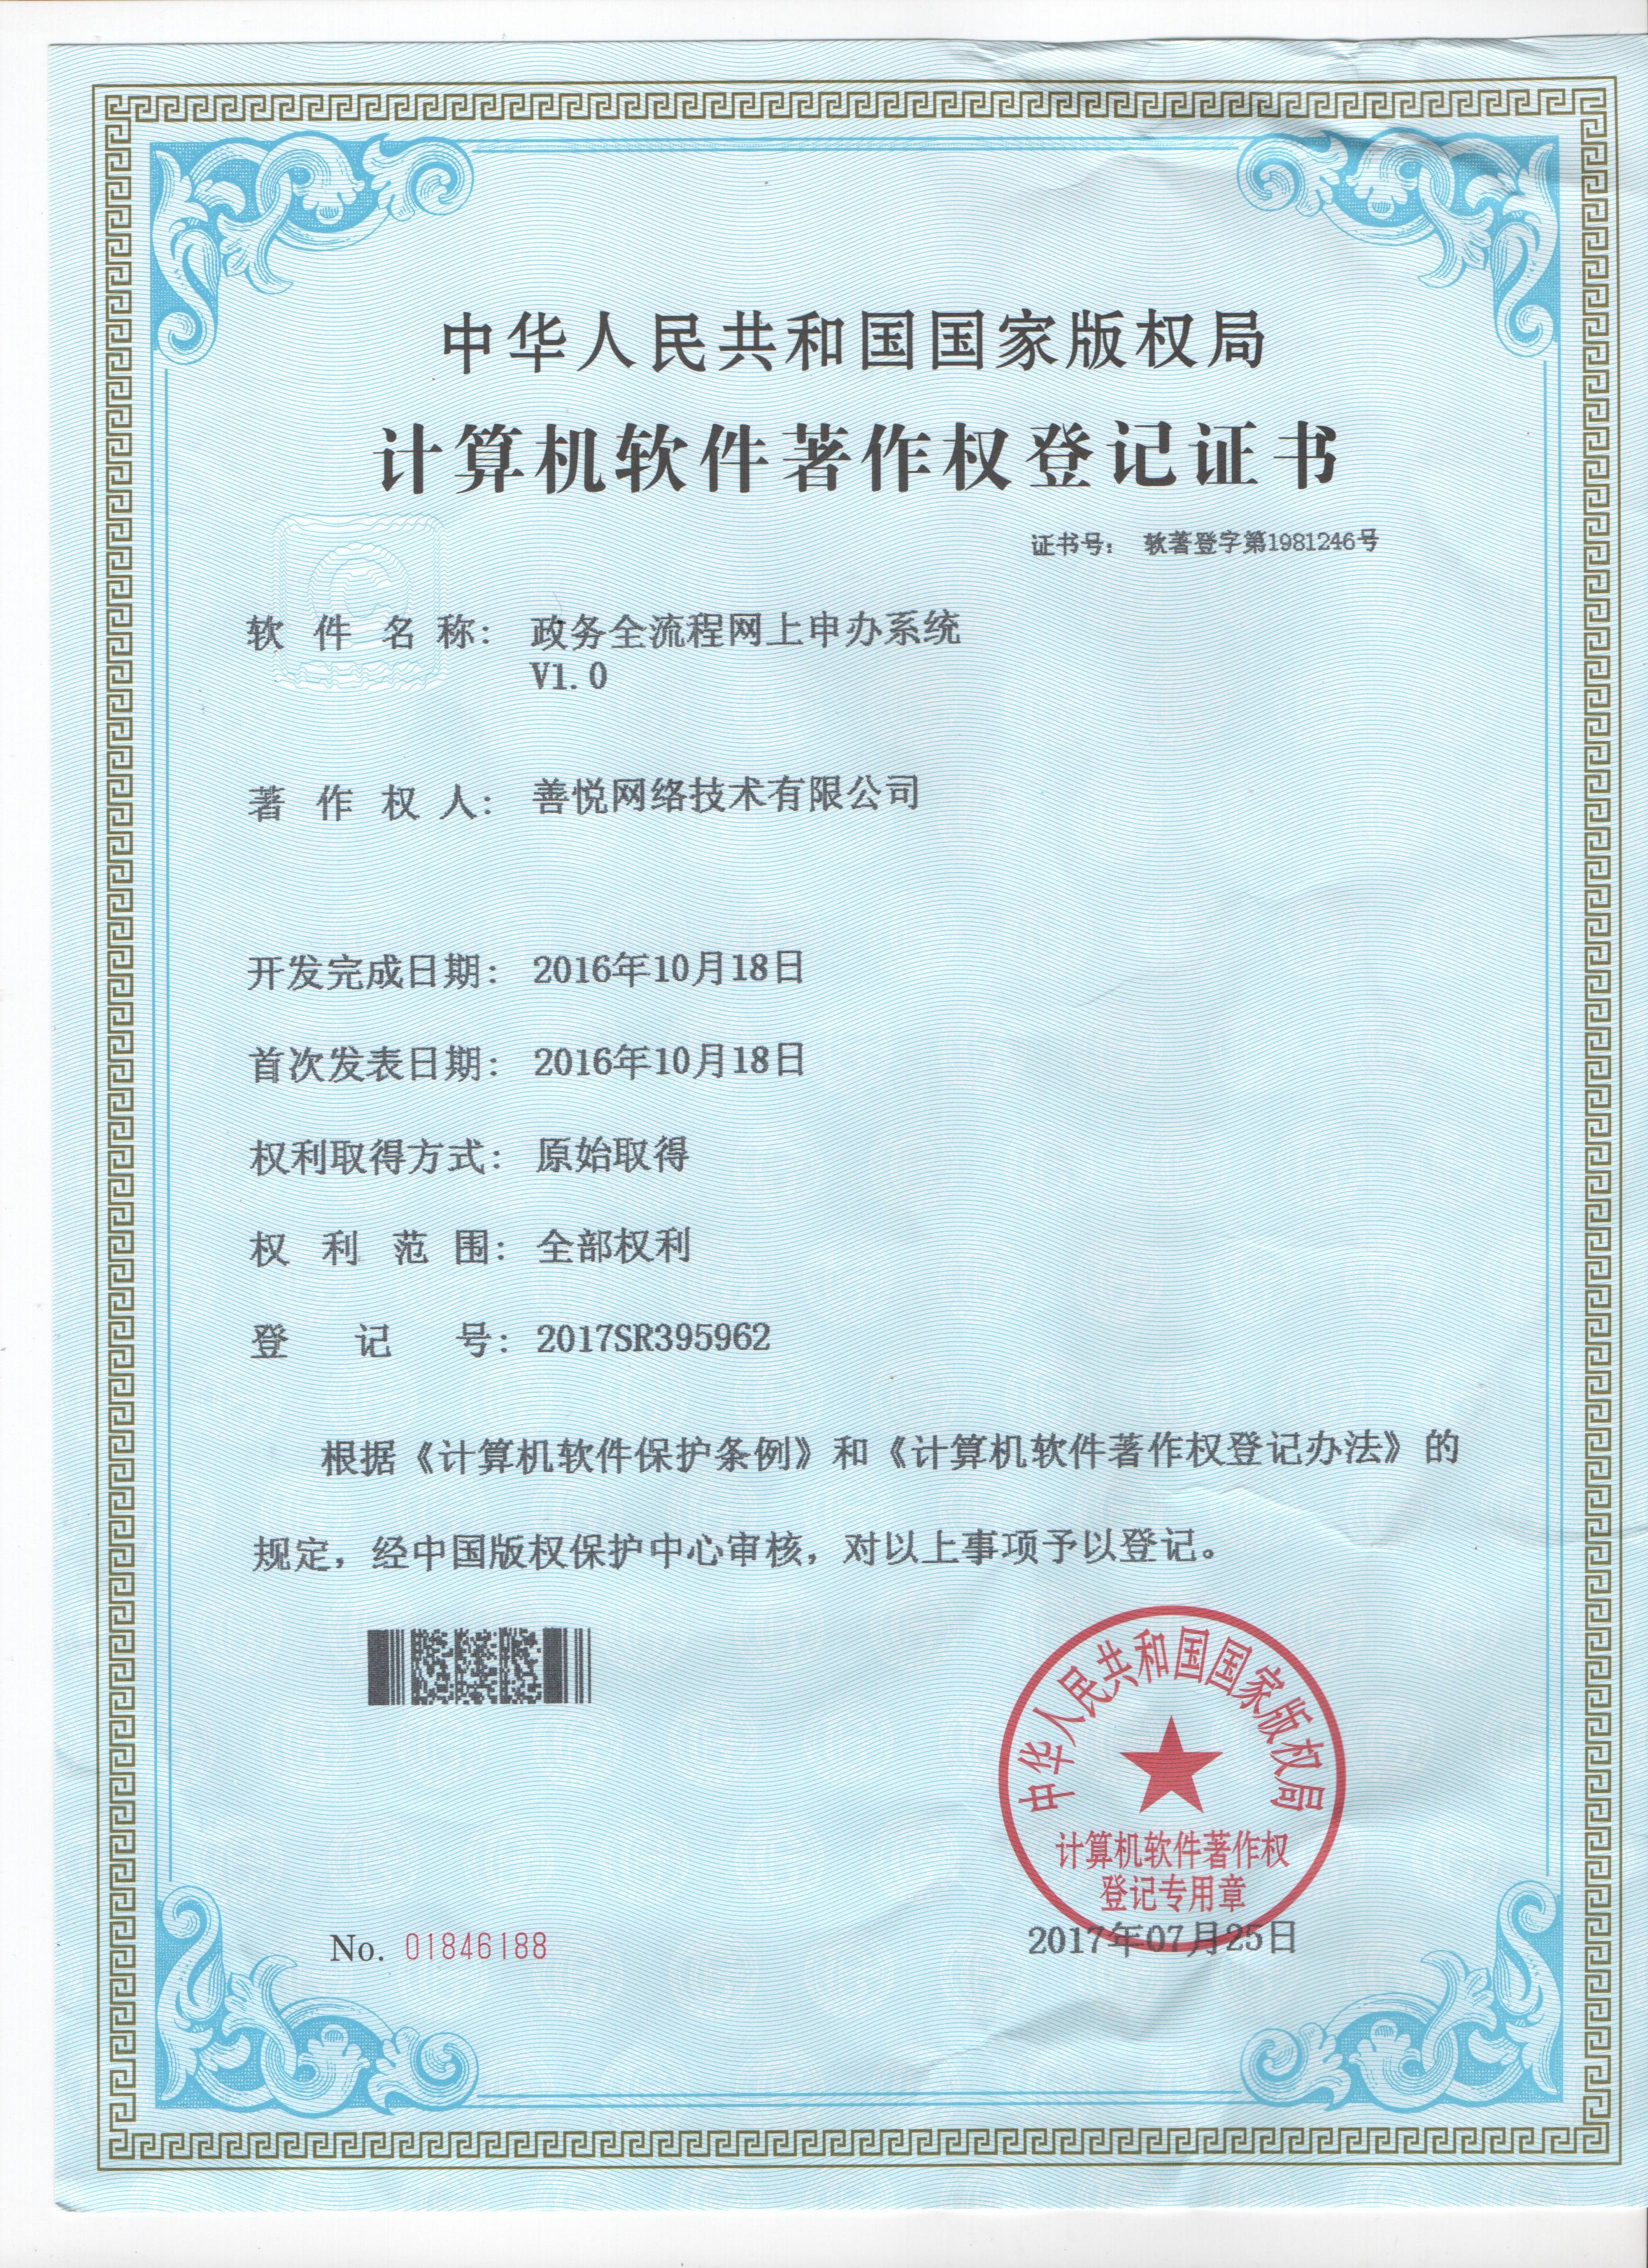 中华人民共和国国家版权局
计算机软件著作权登记证书
证书号： 软著登字第1981246号
软件名称： 政务全流程网上申办系统
V1.0
著作权人： 善悦网络技术有限公司
开发完成日期： 2016年10月18日
首次发表日期： 2016年10月18日
权利取得方式： 原始取得
权利范围： 全部权利
登记号： 2017SR395962
根据《计算机软件保护条例》和《计算机软件著作权登记办法》的
规定，经中国版权保护中心审核，对以上事项予以登记。
中华人民共和国国家版权局
计算机软件著作权
登记专用章
No. 01846188
2017年07月25日